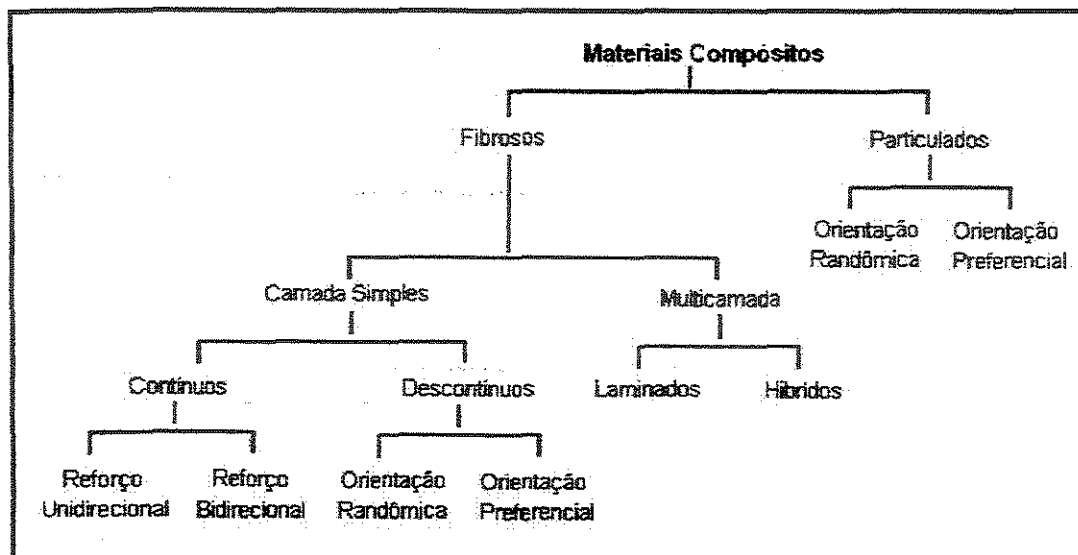 Materiais Compósitos
Fibrosos
Particulados
Orientação
Randômica
Orientação
Preferencial
Camada Simples
Multicamada
Contínuos
Descontínuos
Laminados
Híbridos
Reforço
Unidirecional
Reforço
Bidirecional
Orientação
Randômica
Orientação
Preferencial